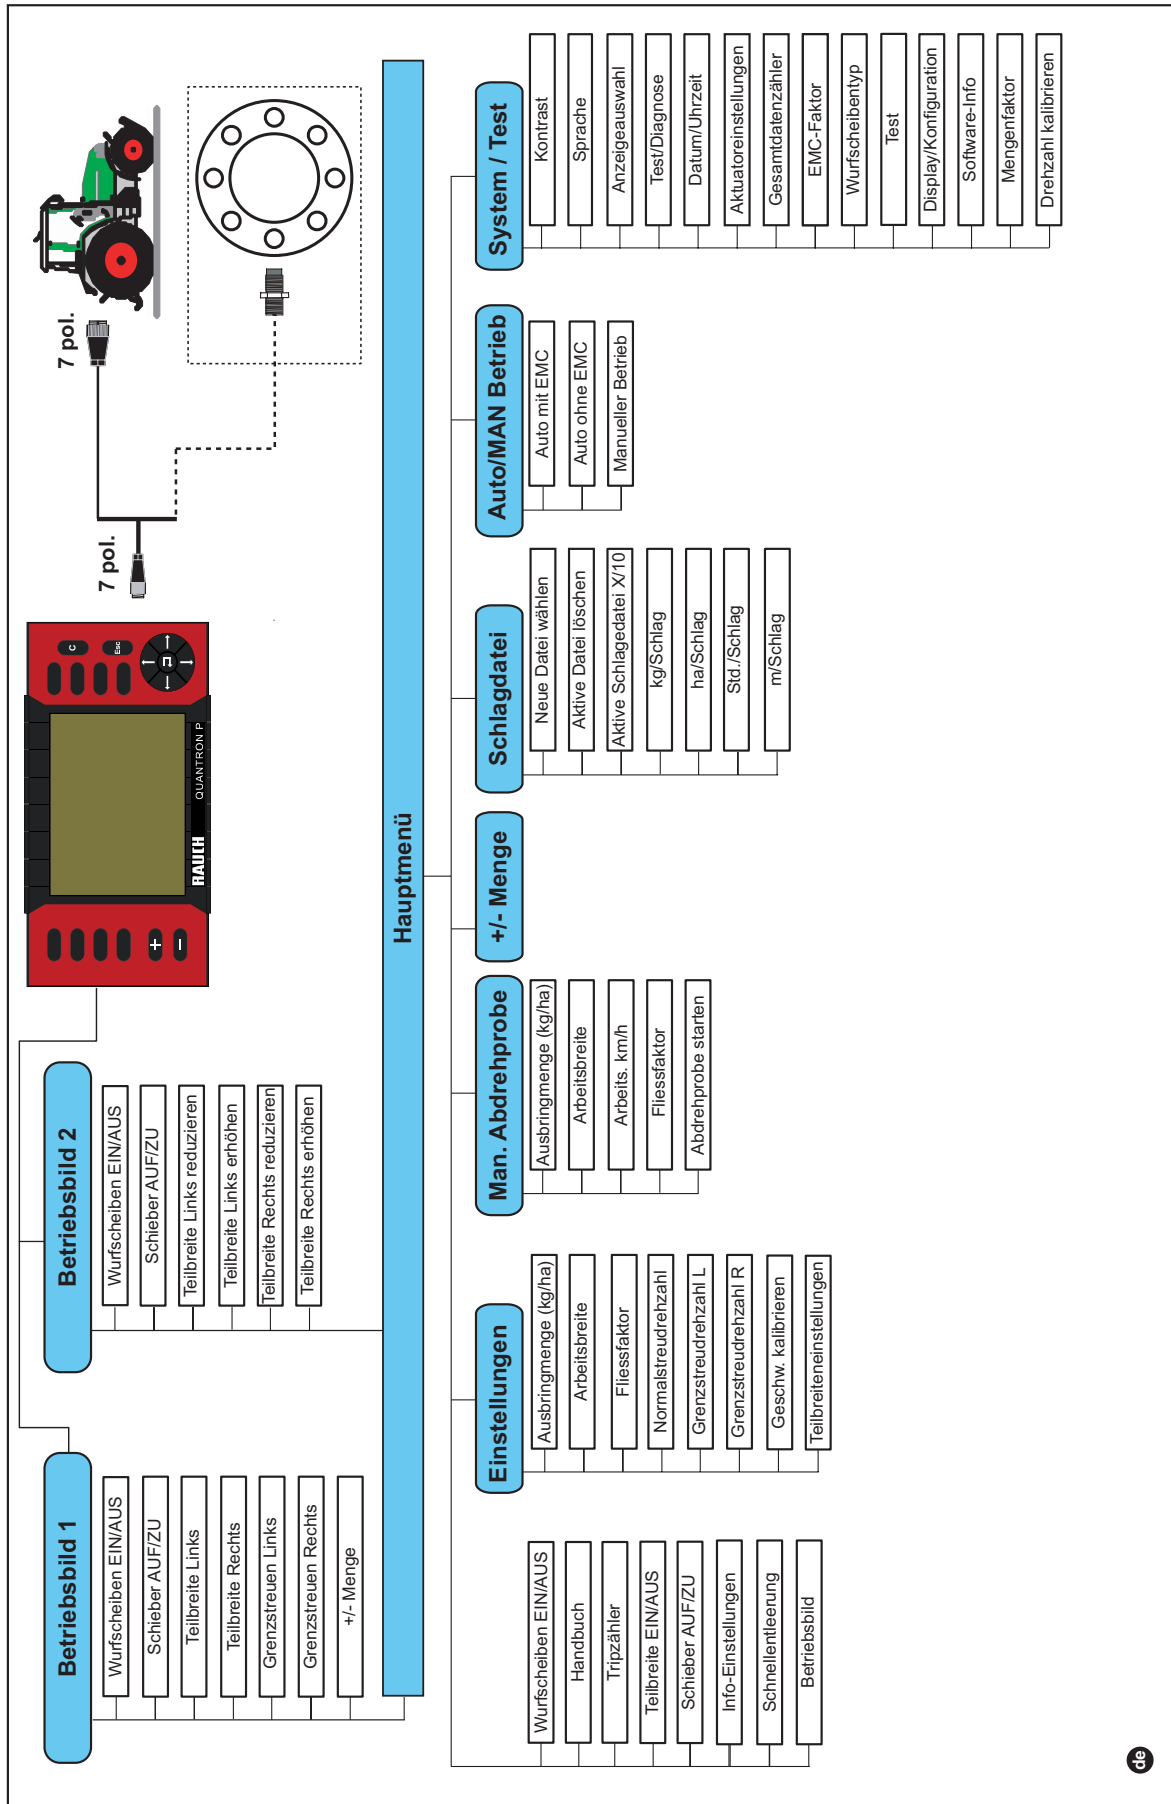 Betriebsbild 1
Wurfscheiben EIN/AUS
Schieber AUF/ZU
Teilbreite Links
Teilbreite Rechts
Grenzstreuen Links
Grenzstreuen Rechts
+/- Menge
Betriebsbild 2
Wurfscheiben EIN/AUS
Schieber AUF/ZU
Teilbreite Links reduzieren
Teilbreite Links erhöhen
Teilbreite Rechts reduzieren
Teilbreite Rechts erhöhen
+
−
RAUCH
QUANTRON P
C
Esc
7 pol.
7 pol.
Hauptmenü
Wurfscheiben EIN/AUS
Handbuch
Tripzähler
Teilbreite EIN/AUS
Schieber AUF/ZU
Info-Einstellungen
Schnellentleerung
Betriebsbild
Einstellungen
Ausbringmenge (kg/ha)
Arbeitsbreite
Fliessfaktor
Normalstreudrehzahl
Grenzstreudrehzahl L
Grenzstreudrehzahl R
Geschw. kalibrieren
Teilbreiteneinstellungen
Man. Abdrehprobe
Ausbringmenge (kg/ha)
Arbeitsbreite
Arbeits. km/h
Fliessfaktor
Abdrehprobe starten
+/- Menge
Schlagdatei
Neue Datei wählen
Aktive Datei löschen
Aktive Schlagedatei X/10
kg/Schlag
ha/Schlag
Std./Schlag
m/Schlag
Auto/MAN Betrieb
Auto mit EMC
Auto ohne EMC
Manueller Betrieb
System / Test
Kontrast
Sprache
Anzeigeauswahl
Test/Diagnose
Datum/Uhrzeit
Aktuatoreinstellungen
Gesamtdatenzähler
EMC-Faktor
Wurfscheibentyp
Test
Display/Konfiguration
Software-Info
Mengenfaktor
Drehzahl kalibrieren
de